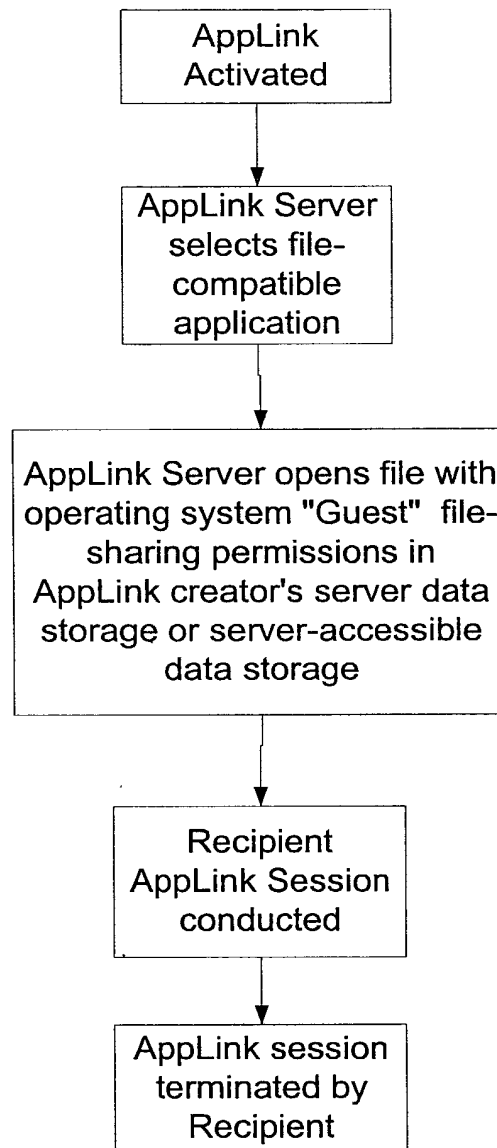 AppLink
Activated
AppLink Server
selects file-
compatible
application
AppLink Server opens file with
operating system "Guest" file-
sharing permissions in
AppLink creator's server data
storage or server-accessible
data storage
Recipient
AppLink Session
conducted
AppLink session
terminated by
Recipient